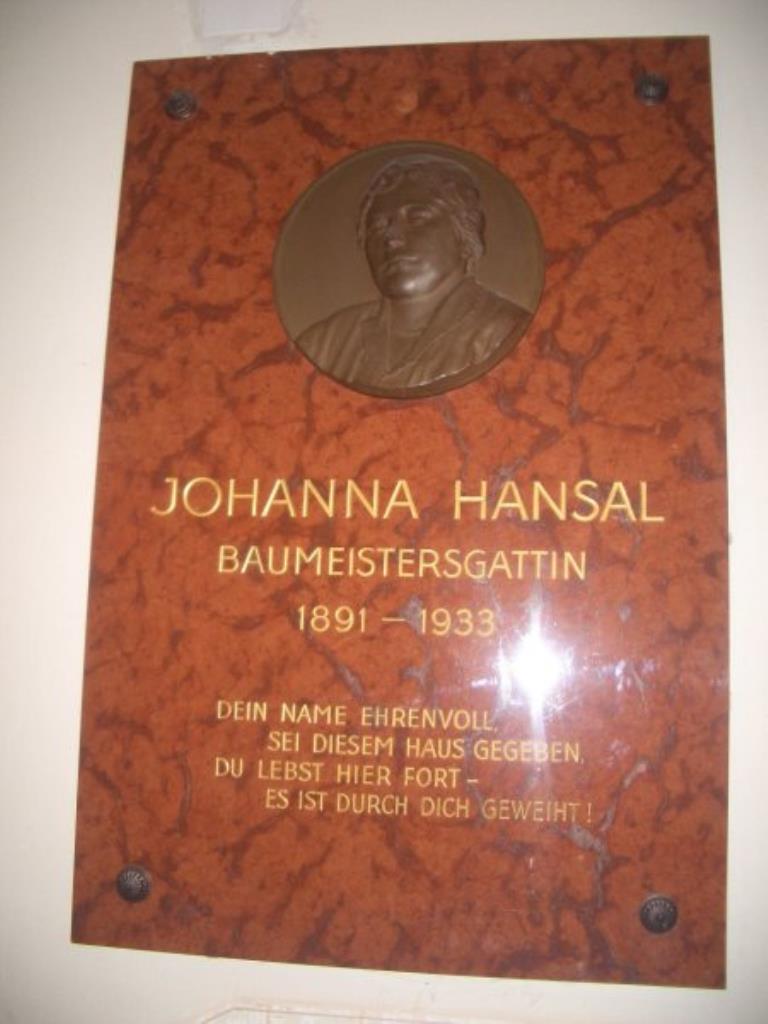 JOHANNA HANSAL
BAUMEISTERSGATTIN
1891 – 1933
DEIN NAME EHRENVOLL,
SEI DIESEM HAUS GEGEBEN,
DU LEBST HIER FORT –
ES IST DURCH DICH GEWEIHT!